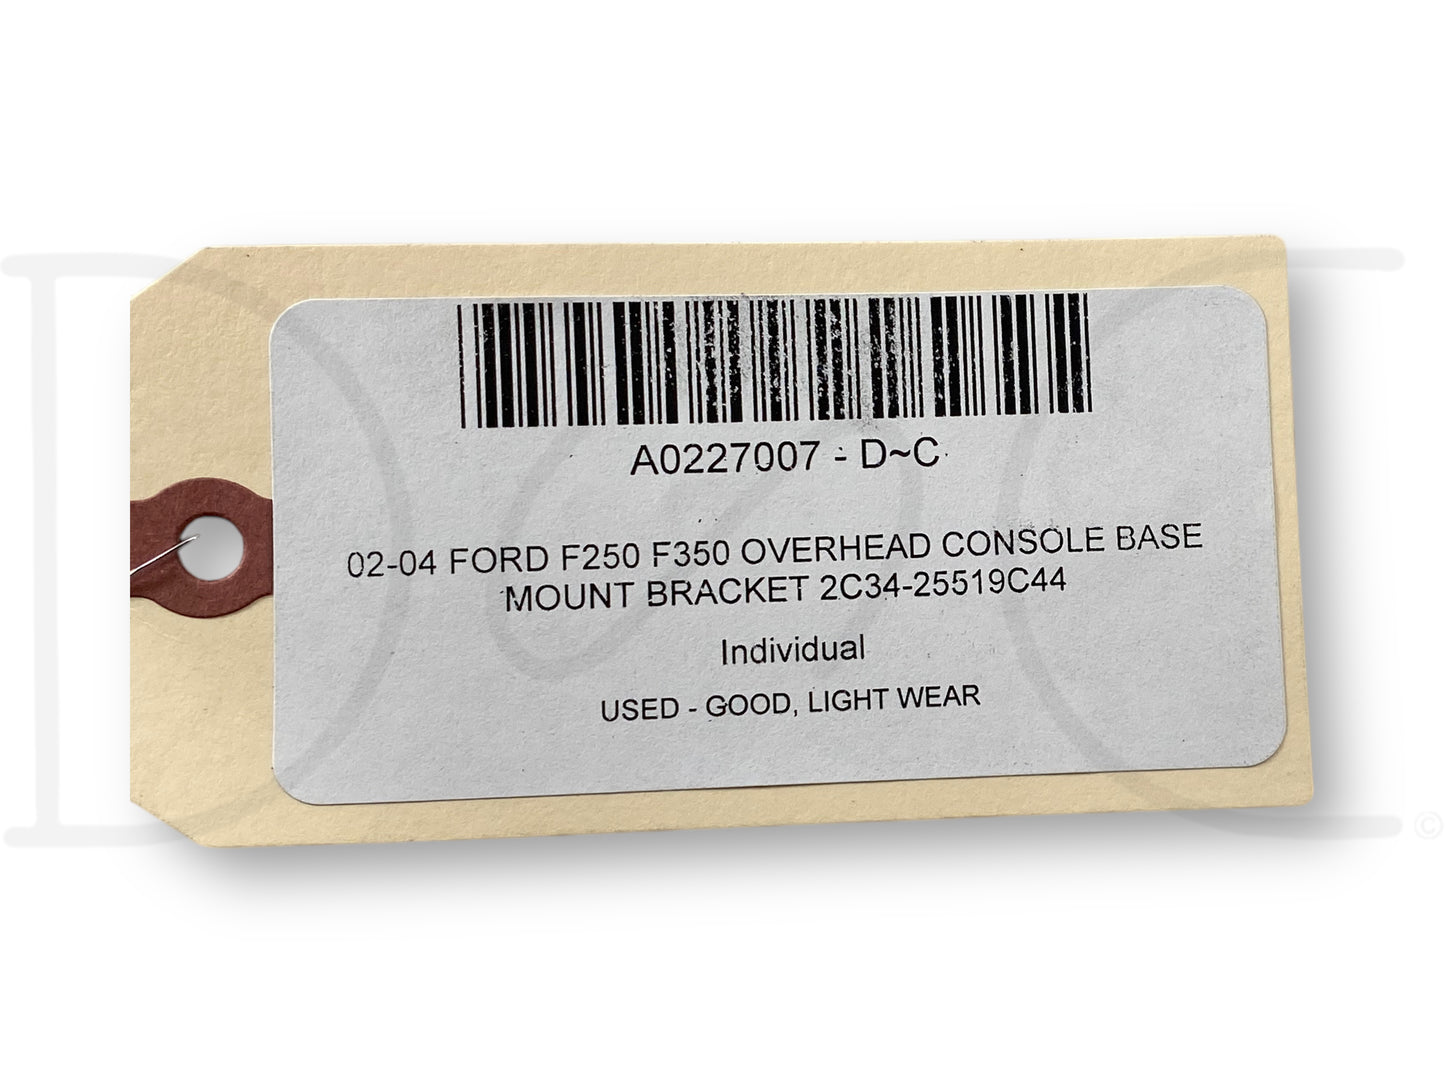 A0227007 - D~C
02-04 FORD F250 F350 OVERHEAD CONSOLE BASE
MOUNT BRACKET 2C34-25519C44
Individual
USED - GOOD, LIGHT WEAR
D C
©